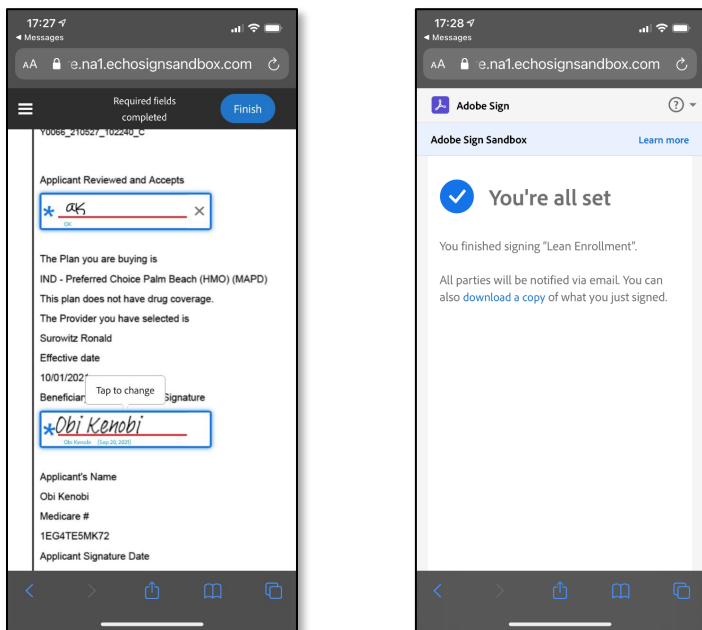 17:27
◀ Messages
AA e.na1.echosignsandbox.com
Required fields
completed
Finish
Y0066_210527_102240_C
Applicant Reviewed and Accepts
* OK ×
OK
The Plan you are buying is
IND - Preferred Choice Palm Beach (HMO) (MAPD)
This plan does not have drug coverage.
The Provider you have selected is
Surowitz Ronald
Effective date
10/01/2021
Tap to change
Beneficiary Signature
* Obi Kenobi
Obi Kenobi (Sep 20, 2021)
Applicant's Name
Obi Kenobi
Medicare #
1EG4TE5MK72
Applicant Signature Date
17:28
◀ Messages
AA e.na1.echosignsandbox.com
Adobe Sign ?
Adobe Sign Sandbox Learn more
You're all set
You finished signing "Lean Enrollment".
All parties will be notified via email. You can
also download a copy of what you just signed.